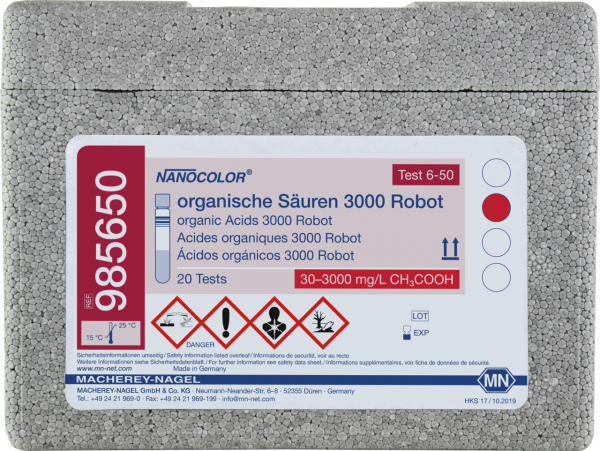 NANOCOLOR®
Test 6-50
organische Säuren 3000 Robot
organic Acids 3000 Robot
Acides organiques 3000 Robot
Ácidos orgánicos 3000 Robot
20 Tests
30–3000 mg/L CH₃COOH
REF
985650
15 °C
25 °C
DANGER
LOT
EXP
Sicherheitsinformationen umseitig / Safety information listed overleaf / Informations de securité, voir au recto
Weitere Informationen siehe Sicherheitsdatenblatt. / For further information see safety data sheet. / Informations supplémentaires, voir fiche de données de sécurité.
www.mn-net.com
Made in Germany
MACHEREY-NAGEL
MN
MACHEREY-NAGEL GmbH & Co. KG · Neumann-Neander-Str. 6–8 · 52355 Düren · Germany
Tel.: +49 24 21 969-0 · Fax: +49 24 21 969-199 · info@mn-net.com
HKS 17 / 10.2019